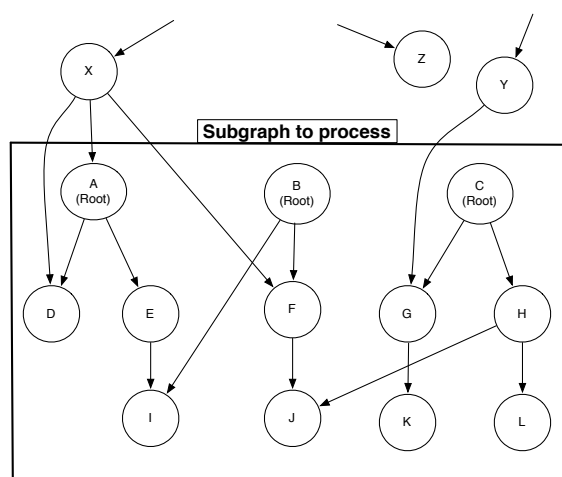 X
Z
Y
Subgraph to process
A
(Root)
B
(Root)
C
(Root)
D
E
F
G
H
I
J
K
L